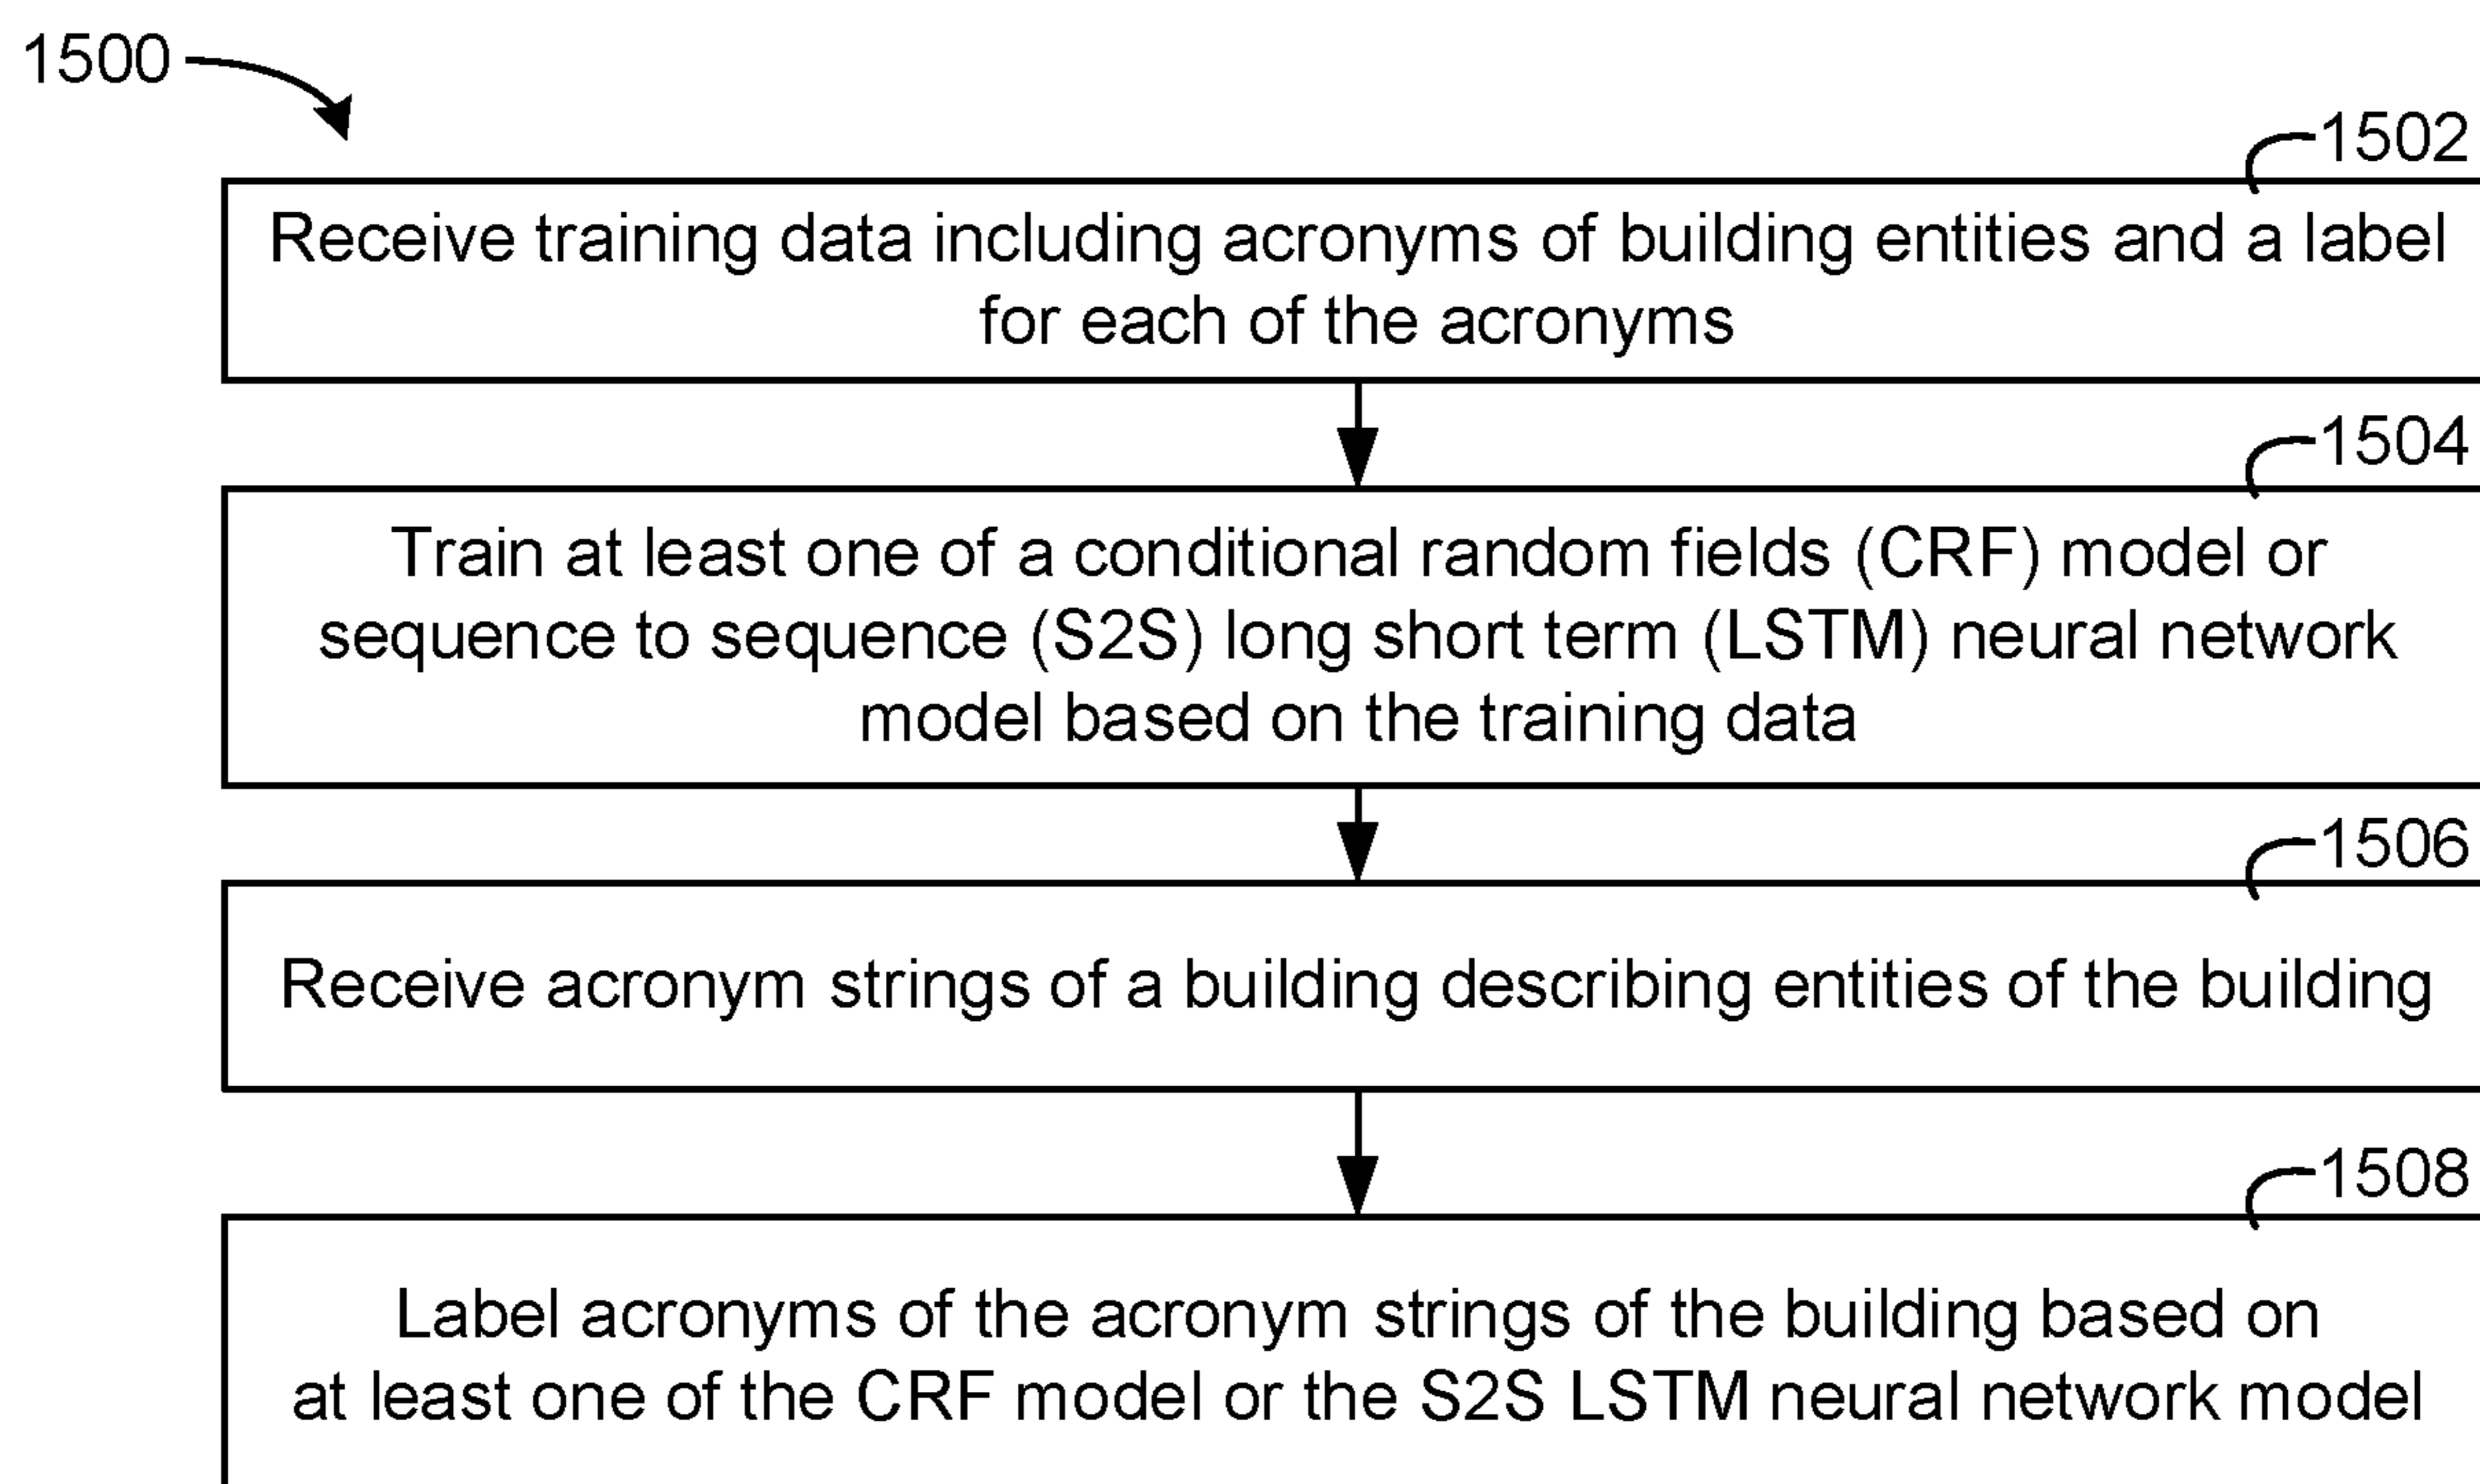 1500
1502
Receive training data including acronyms of building entities and a label
for each of the acronyms
1504
Train at least one of a conditional random fields (CRF) model or
sequence to sequence (S2S) long short term (LSTM) neural network
model based on the training data
1506
Receive acronym strings of a building describing entities of the building
1508
Label acronyms of the acronym strings of the building based on
at least one of the CRF model or the S2S LSTM neural network model